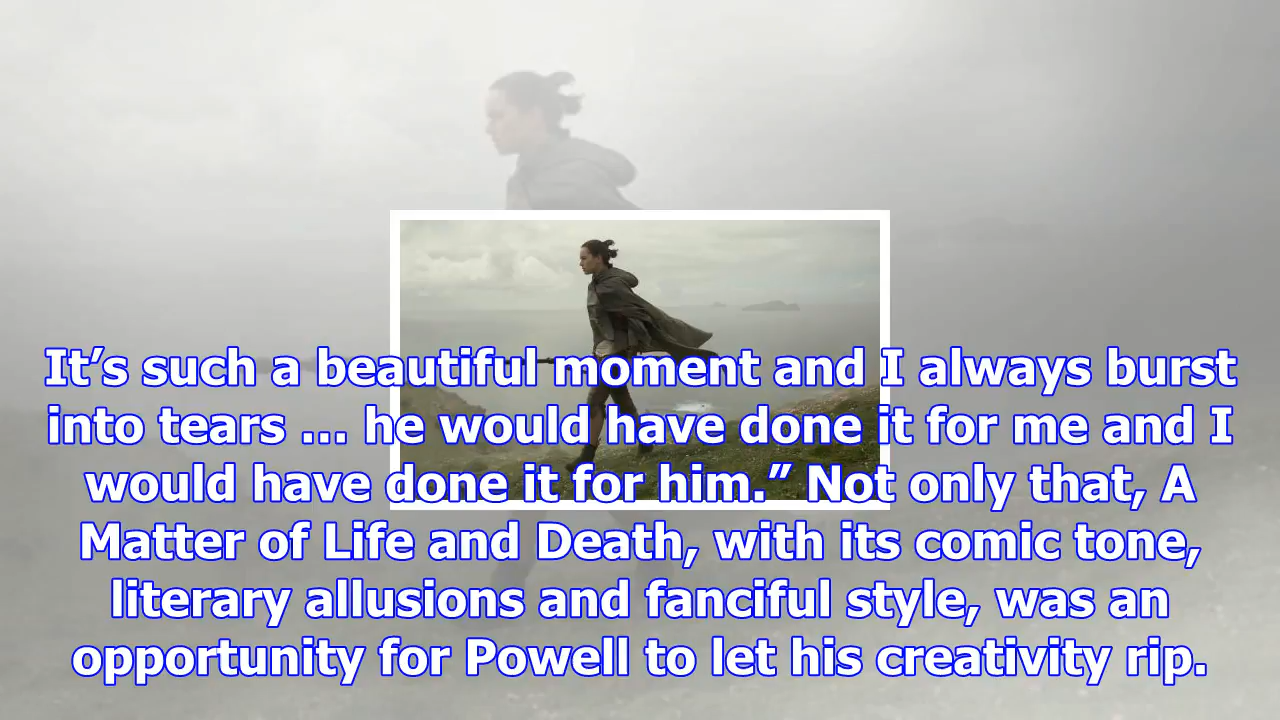 It’s such a beautiful moment and I always burst
into tears … he would have done it for me and I
would have done it for him.” Not only that, A
Matter of Life and Death, with its comic tone,
literary allusions and fanciful style, was an
opportunity for Powell to let his creativity rip.